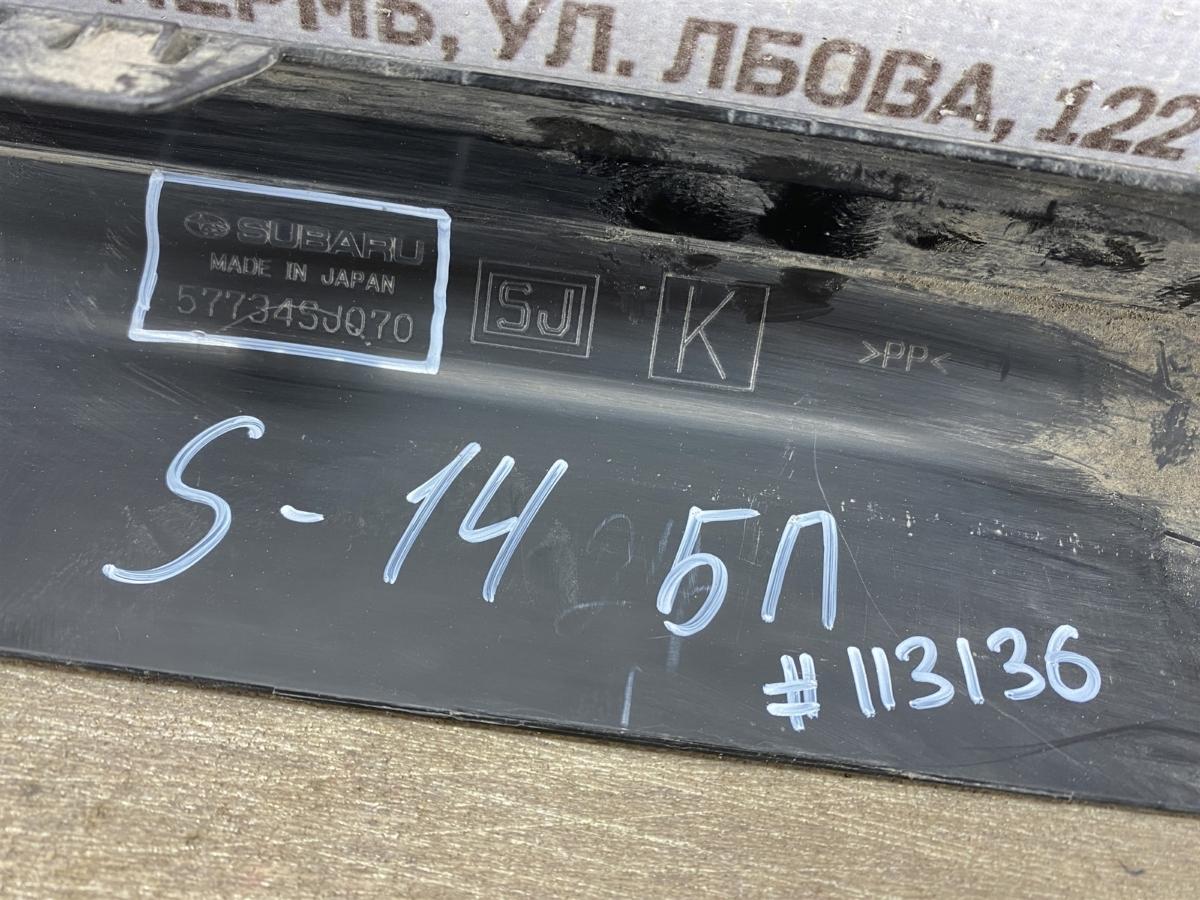 ПЕРМЬ, УЛ. ЛБОВА, 122
SUBARU
MADE IN JAPAN
57734SJ070
SJ
K
>PP<
S-14 БП
#113136